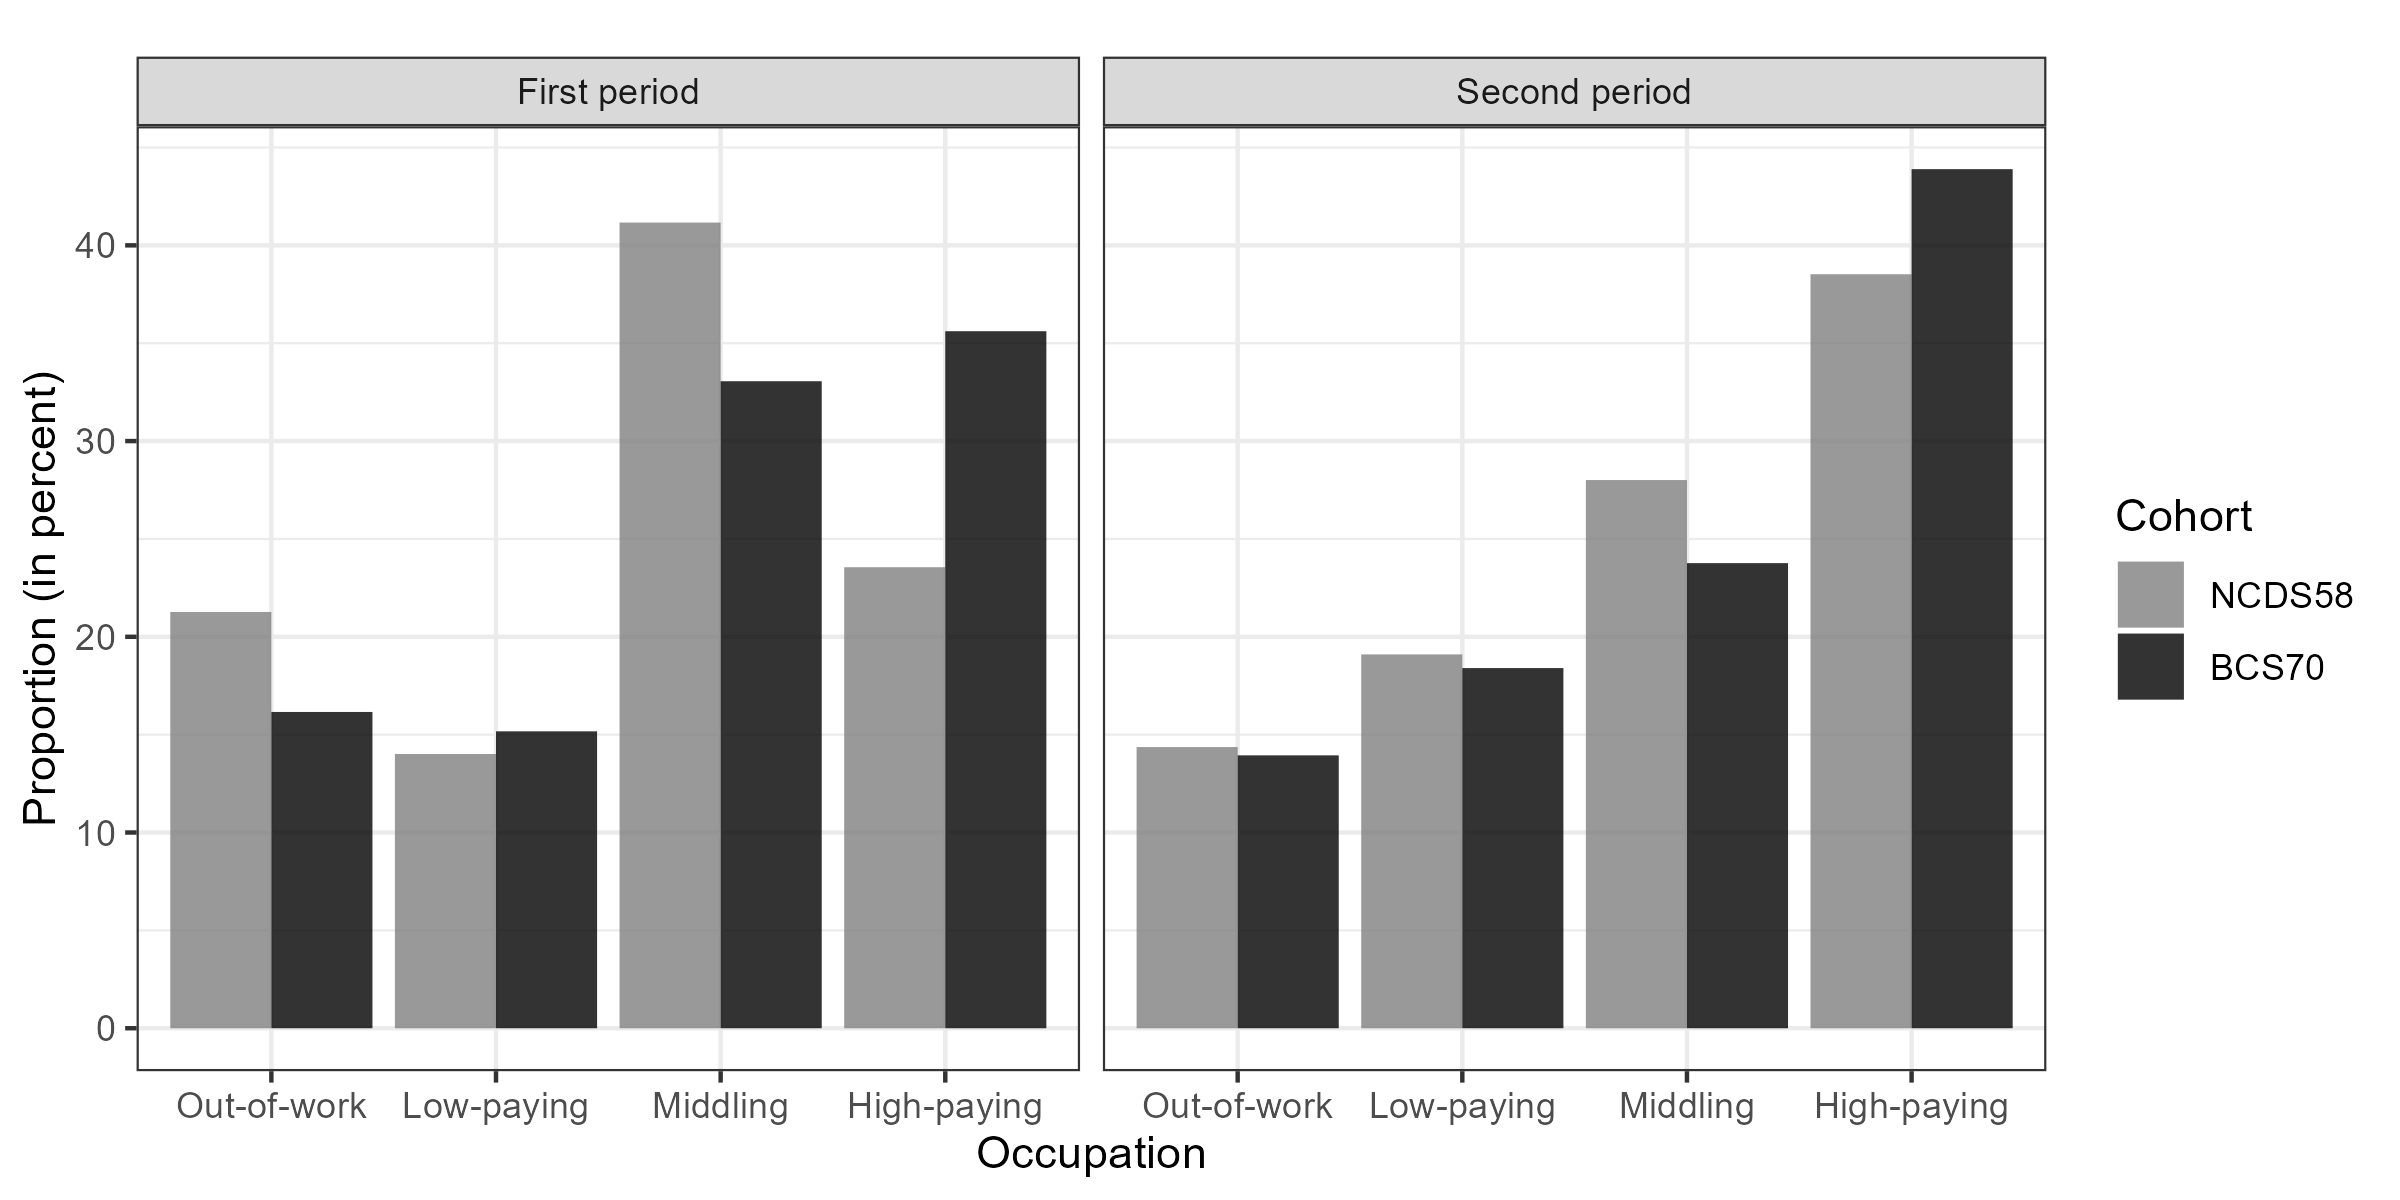 First period
Second period
Proportion (in percent)
40
30
20
10
0
Out-of-work Low-paying Middling High-paying
Out-of-work Low-paying Middling High-paying
Occupation
Cohort
NCDS58
BCS70